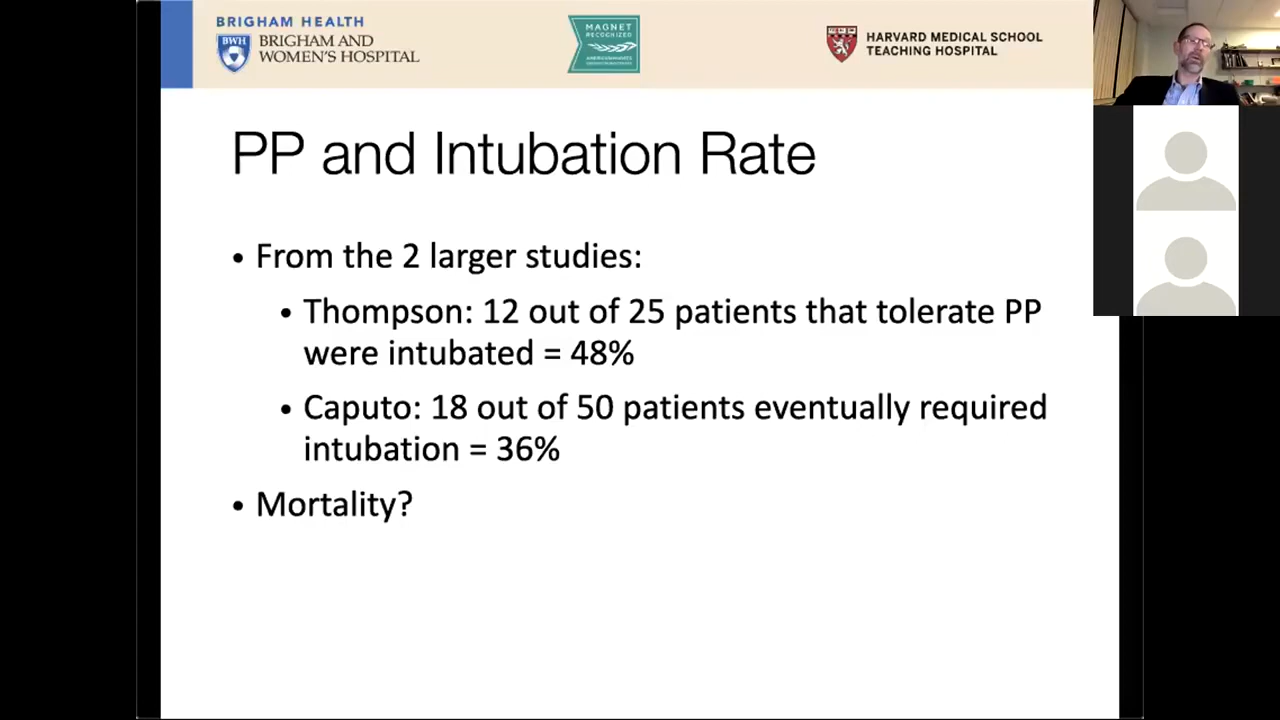 BRIGHAM HEALTH
BWH
BRIGHAM AND
WOMEN'S HOSPITAL
MAGNET
RECOGNIZED
HARVARD MEDICAL SCHOOL
TEACHING HOSPITAL
PP and Intubation Rate
• From the 2 larger studies:
• Thompson: 12 out of 25 patients that tolerate PP
were intubated = 48%
• Caputo: 18 out of 50 patients eventually required
intubation = 36%
• Mortality?